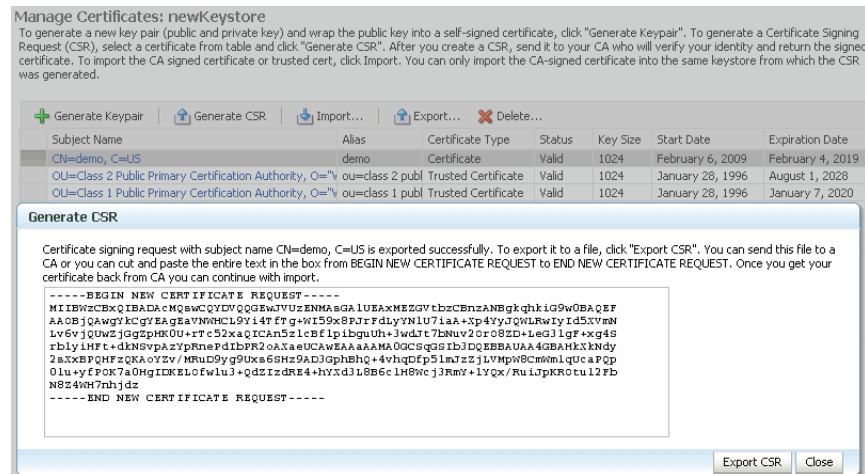 Manage Certificates: newKeystore
To generate a new key pair (public and private key) and wrap the public key into a self-signed certificate, click "Generate Keypair". To generate a Certificate Signing
Request (CSR), select a certificate from table and click "Generate CSR". After you create a CSR, send it to your CA who will verify your identity and return the signed
certificate. To import the CA signed certificate or trusted cert, click Import. You can only import the CA-signed certificate into the same keystore from which the CSR
was generated.
Generate Keypair Generate CSR Import... Export... Delete...
Subject Name Alias Certificate Type Status Key Size Start Date Expiration Date
CN=demo, C=US demo Certificate Valid 1024 February 6, 2009 February 4, 2019
OU=Class 2 Public Primary Certification Authority, O="V ou=class 2 publ Trusted Certificate Valid 1024 January 28, 1996 August 1, 2028
OU=Class 1 Public Primary Certification Authority, O="V ou=class 1 publ Trusted Certificate Valid 1024 January 28, 1996 January 7, 2020
Generate CSR
Certificate signing request with subject name CN=demo, C=US is exported successfully. To export it to a file, click "Export CSR". You can send this file to a
CA or you can cut and paste the entire text in the box from BEGIN NEW CERTIFICATE REQUEST to END NEW CERTIFICATE REQUEST. Once you get your
certificate back from CA you can continue with import.
-----BEGIN NEW CERTIFICATE REQUEST-----
-----END NEW CERTIFICATE REQUEST-----
Export CSR Close